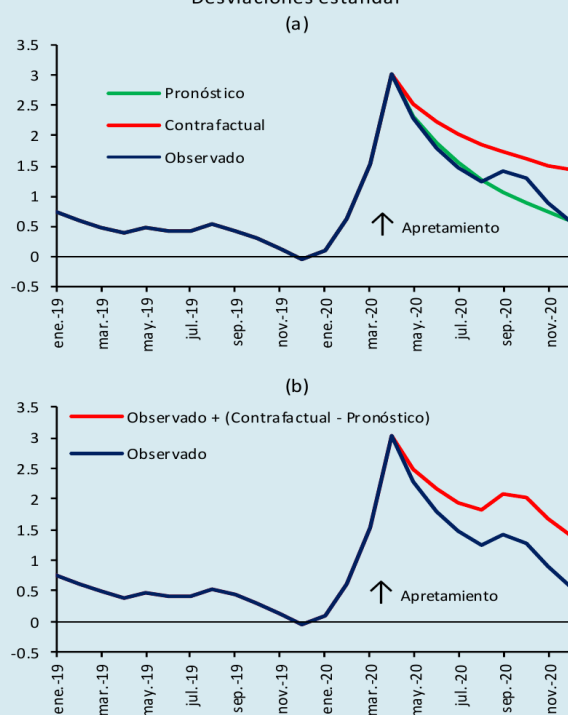 Desviaciones estándar
(a)
3.5
3
2.5
2
1.5
1
0.5
0
-0.5
Pronóstico
Contrafactual
Observado
↑ Apretamiento
ene.-19
mar.-19
may.-19
jul.-19
sep.-19
nov.-19
ene.-20
mar.-20
may.-20
jul.-20
sep.-20
nov.-20
(b)
3.5
3
2.5
2
1.5
1
0.5
0
-0.5
Observado + (Contrafactual - Pronóstico)
Observado
↑ Apretamiento
ene.-19
mar.-19
may.-19
jul.-19
sep.-19
nov.-19
ene.-20
mar.-20
may.-20
jul.-20
sep.-20
nov.-20